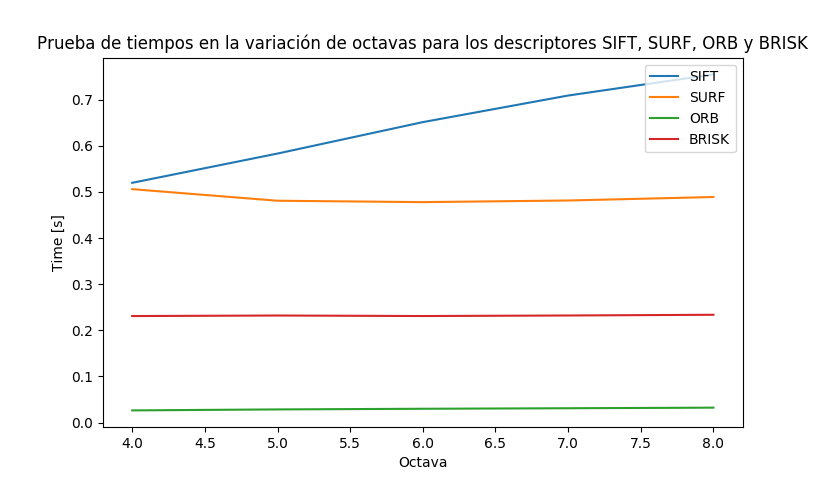 Prueba de tiempos en la variación de octavas para los descriptores SIFT, SURF, ORB y BRISK
SIFT
SURF
ORB
BRISK
0.7
0.6
0.5
0.4
0.3
0.2
0.1
0.0
Time [s]
4.0 4.5 5.0 5.5 6.0 6.5 7.0 7.5 8.0
Octava